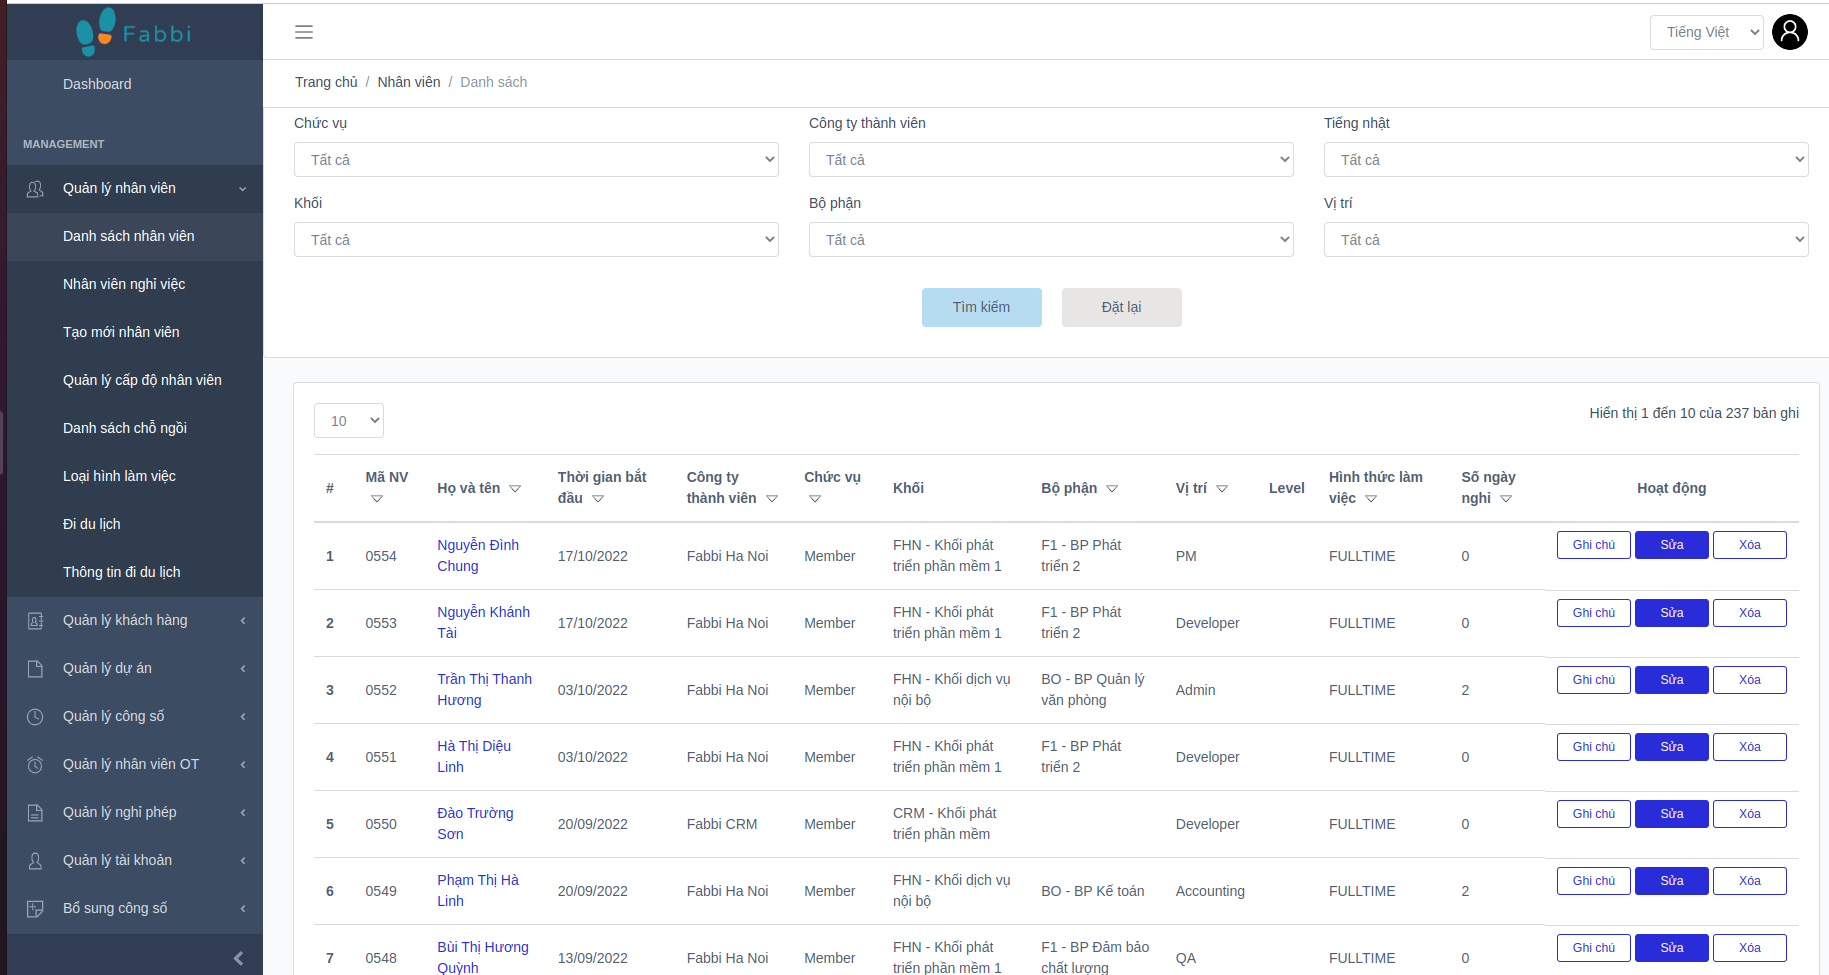 Fabbi
Tiếng Việt
Dashboard
MANAGEMENT
Quản lý nhân viên
Danh sách nhân viên
Nhân viên nghỉ việc
Tạo mới nhân viên
Quản lý cấp độ nhân viên
Danh sách chỗ ngồi
Loại hình làm việc
Đi du lịch
Thông tin đi du lịch
Quản lý khách hàng
Quản lý dự án
Quản lý công số
Quản lý nhân viên OT
Quản lý nghỉ phép
Quản lý tài khoản
Bổ sung công số
Trang chủ / Nhân viên / Danh sách
Chức vụ Công ty thành viên Tiếng nhật
Tất cả Tất cả Tất cả
Khối Bộ phận Vị trí
Tất cả Tất cả Tất cả
Tìm kiếm Đặt lại
10
Hiển thị 1 đến 10 của 237 bản ghi
# Mã NV Họ và tên Thời gian bắt đầu Công ty thành viên Chức vụ Khối Bộ phận Vị trí Level Hình thức làm việc Số ngày nghỉ Hoạt động
1 0554 Nguyễn Đình Chung 17/10/2022 Fabbi Ha Noi Member FHN - Khối phát triển phần mềm 1 F1 - BP Phát triển 2 PM FULLTIME 0 Ghi chú Sửa Xóa
2 0553 Nguyễn Khánh Tài 17/10/2022 Fabbi Ha Noi Member FHN - Khối phát triển phần mềm 1 F1 - BP Phát triển 2 Developer FULLTIME 0 Ghi chú Sửa Xóa
3 0552 Trần Thị Thanh Hương 03/10/2022 Fabbi Ha Noi Member FHN - Khối dịch vụ nội bộ BO - BP Quản lý văn phòng Admin FULLTIME 2 Ghi chú Sửa Xóa
4 0551 Hà Thị Diệu Linh 03/10/2022 Fabbi Ha Noi Member FHN - Khối phát triển phần mềm 1 F1 - BP Phát triển 2 Developer FULLTIME 0 Ghi chú Sửa Xóa
5 0550 Đào Trường Sơn 20/09/2022 Fabbi CRM Member CRM - Khối phát triển phần mềm Developer FULLTIME 0 Ghi chú Sửa Xóa
6 0549 Phạm Thị Hà Linh 20/09/2022 Fabbi Ha Noi Member FHN - Khối dịch vụ nội bộ BO - BP Kế toán Accounting FULLTIME 2 Ghi chú Sửa Xóa
7 0548 Bùi Thị Hương Quỳnh 13/09/2022 Fabbi Ha Noi Member FHN - Khối phát triển phần mềm 1 F1 - BP Đảm bảo chất lượng QA FULLTIME 0 Ghi chú Sửa Xóa